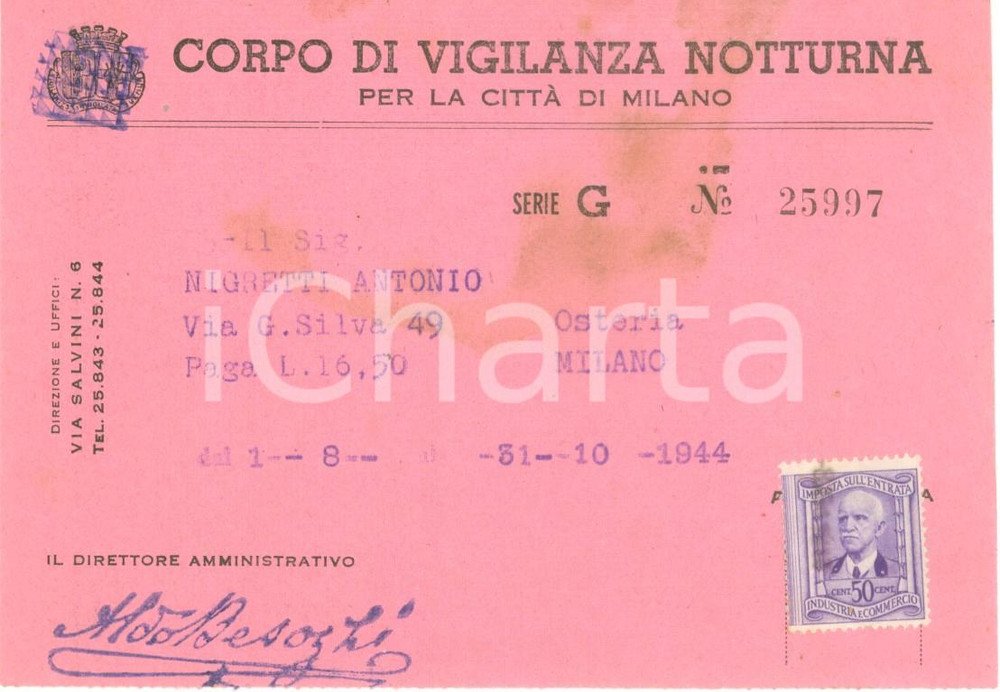 CORPO DI VIGILANZA NOTTURNA
PER LA CITTÀ DI MILANO
SERIE G Nº 25997
-Il Sig.
NIGRETTI ANTONIO
Via G.Silva 49 Osteria
Paga L.16,50 MILANO
dal 1-- 8-- al -31--10 -1944
DIREZIONE E UFFICI:
VIA SALVINI N. 6
TEL. 25.843 - 25.844
IMPOSTA SULL'ENTRATA
CENT. 50 CENT.
INDUSTRIA E COMMERCIO
IL DIRETTORE AMMINISTRATIVO
Aldo Besozzi
iCharta